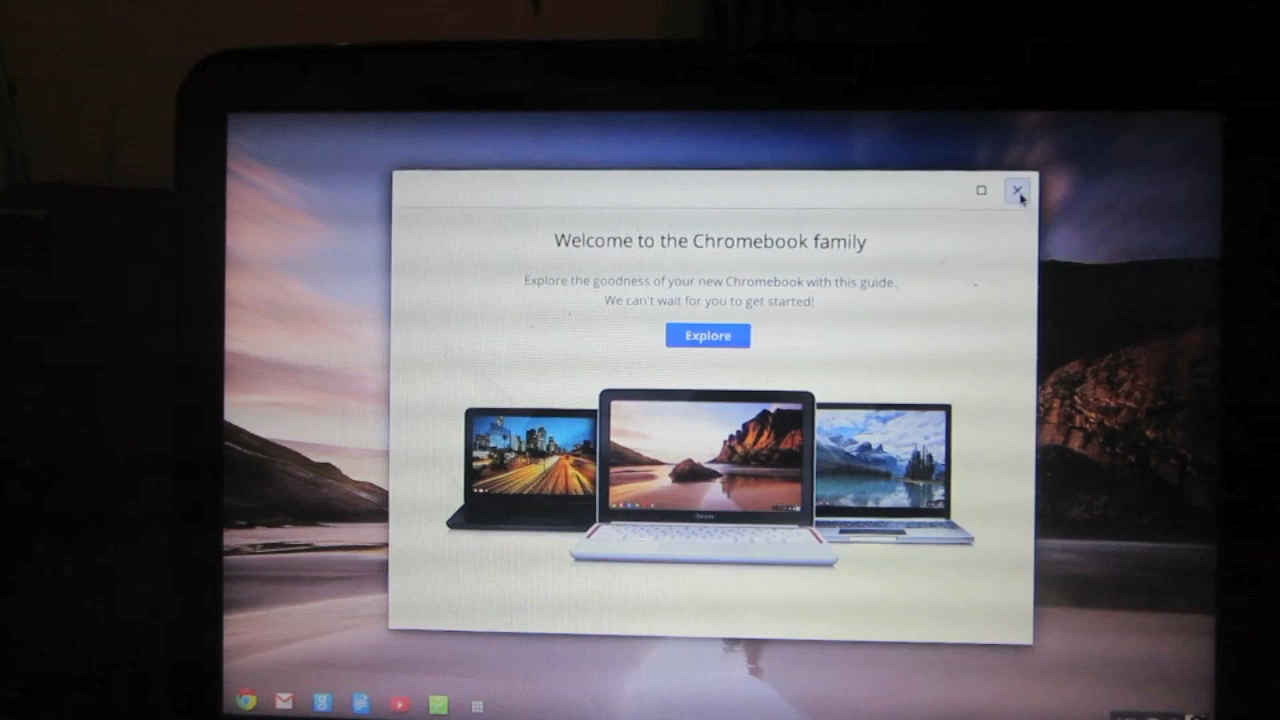 Welcome to the Chromebook family
Explore the goodness of your new Chromebook with this guide.
We can't wait for you to get started!
Explore